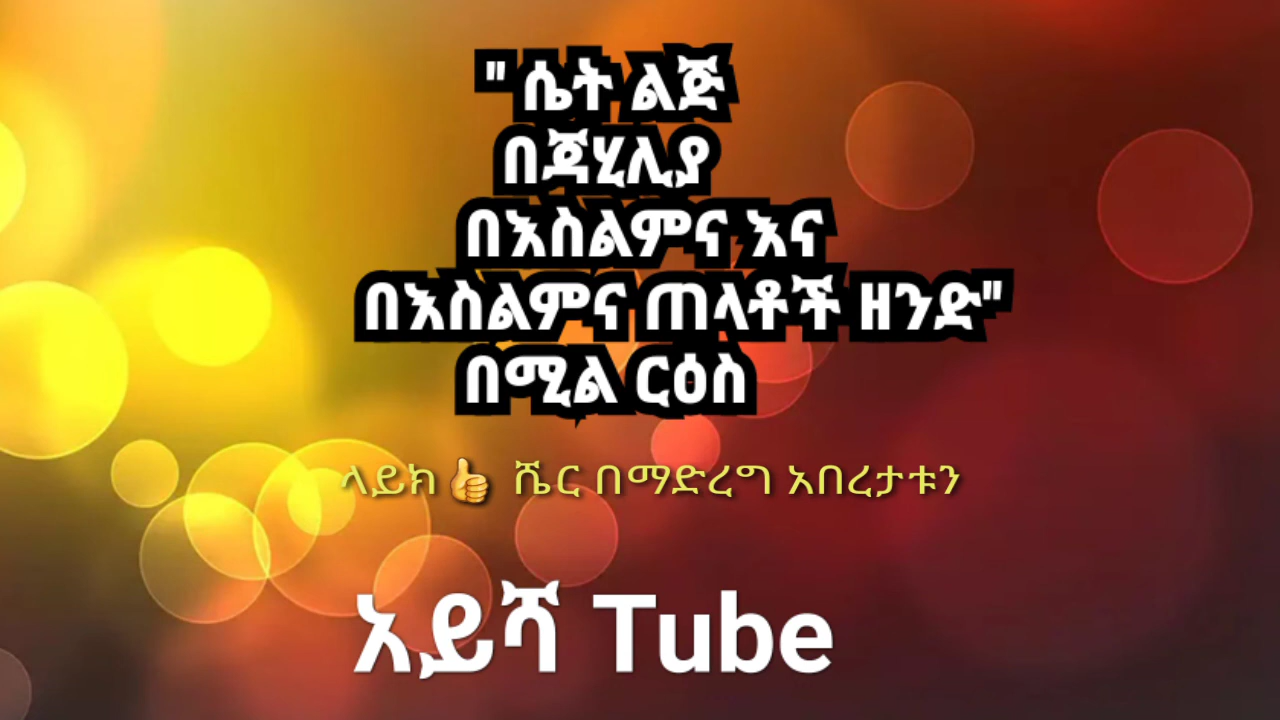 "ሴት ልጅ
በጃሂሊያ
በእስልምና እና
በእስልምና ጠላቶች ዘንድ"
በሚል ርዕስ
ላይክ👍 ሼር በማድረግ አበረታቱን
አይሻ Tube